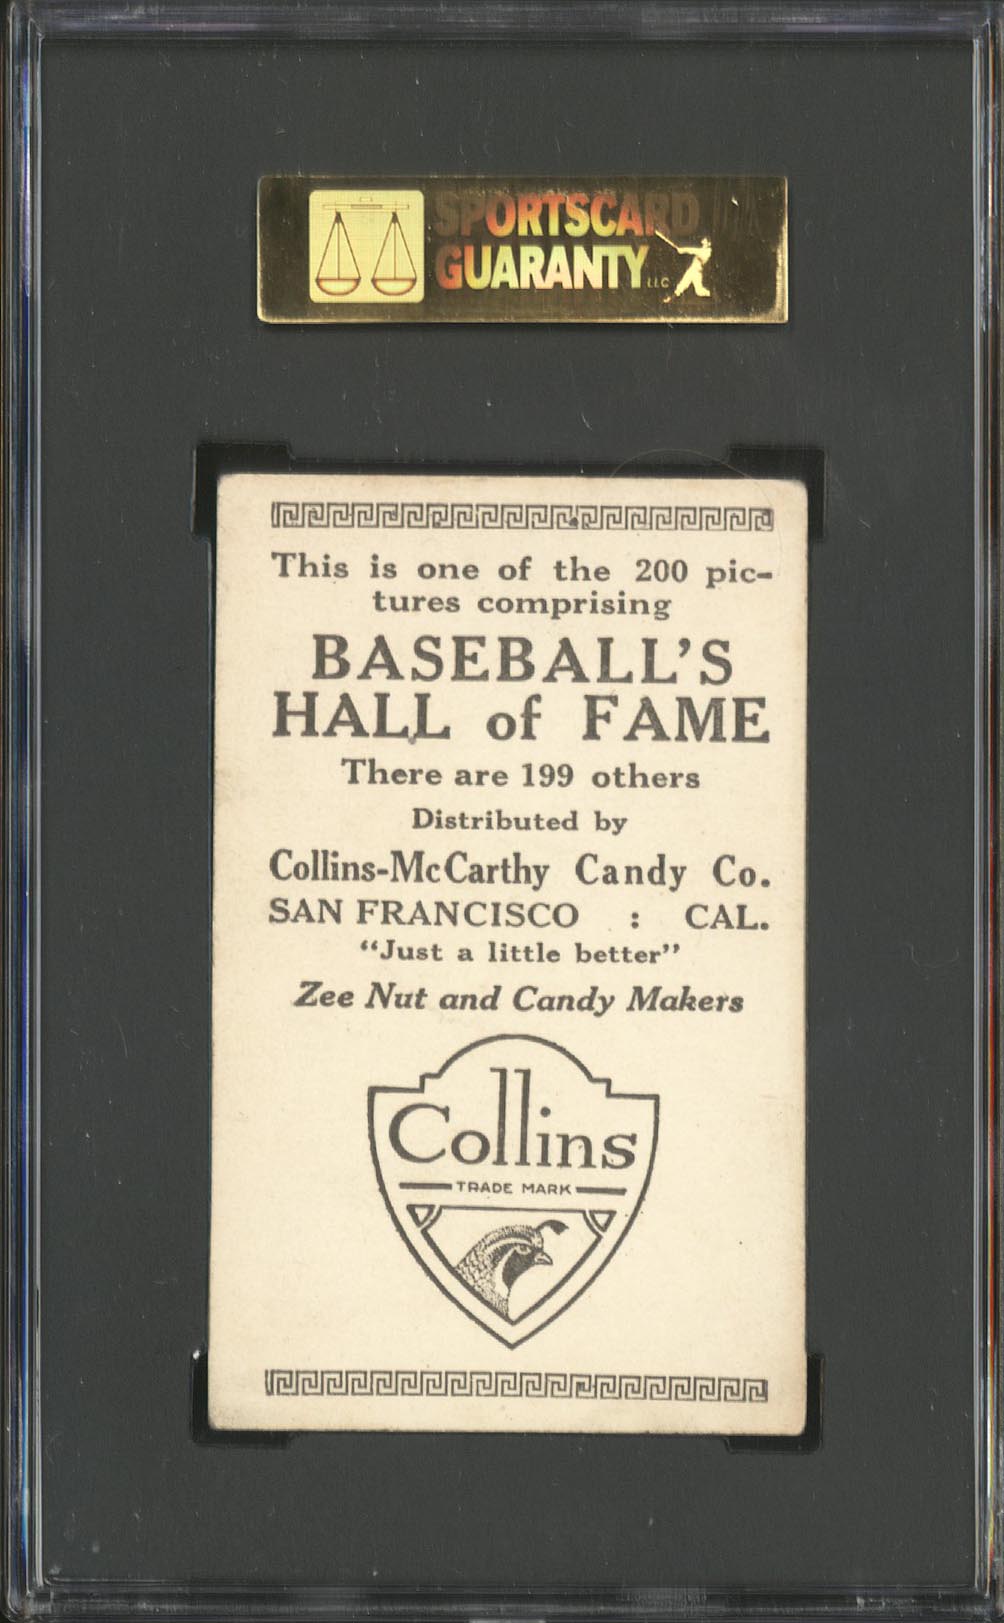 SPORTSCARD
GUARANTY LLC
This is one of the 200 pic-
tures comprising
BASEBALL'S
HALL of FAME
There are 199 others
Distributed by
Collins-McCarthy Candy Co.
SAN FRANCISCO : CAL.
"Just a little better"
Zee Nut and Candy Makers
Collins
TRADE MARK